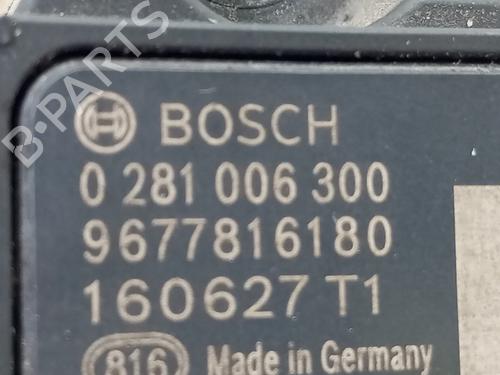 B-PARTS
BOSCH
0 281 006 300
9677816180
160627 T1
816 Made in Germany